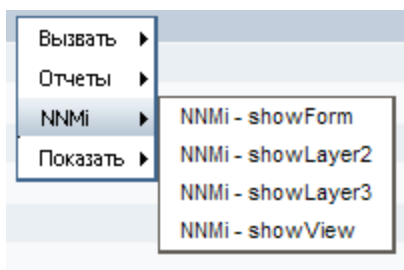 Вызвать
Отчеты
NNMi
Показать
NNMi - showForm
NNMi - showLayer2
NNMi - showLayer3
NNMi - showView